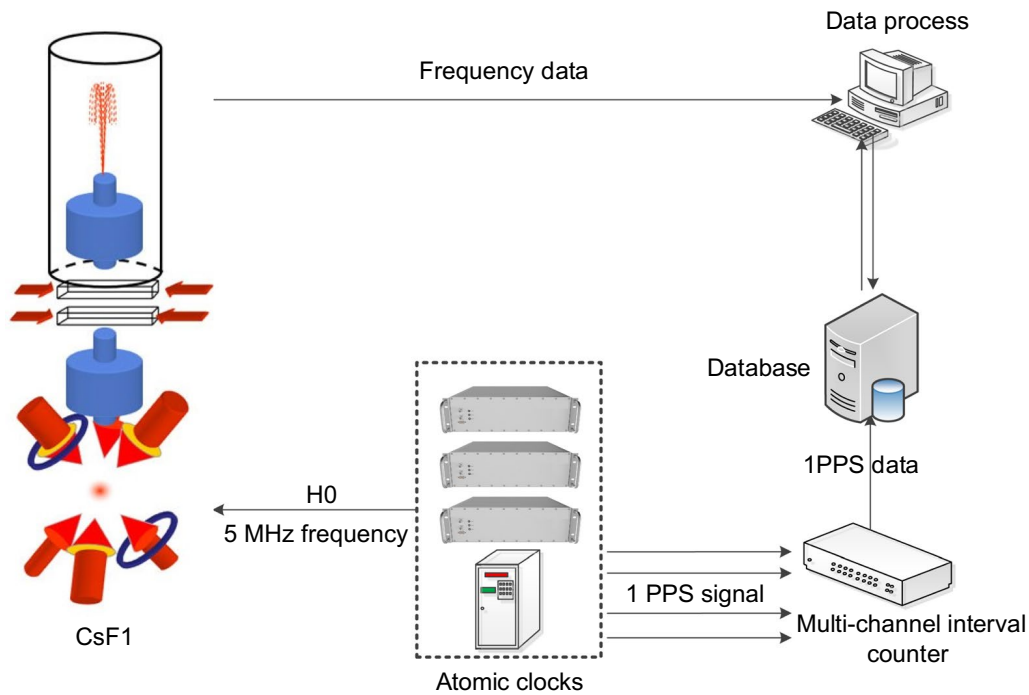 Data process
Frequency data
Database
1PPS data
H0
5 MHz frequency
1 PPS signal
CsF1
Multi-channel interval
counter
Atomic clocks